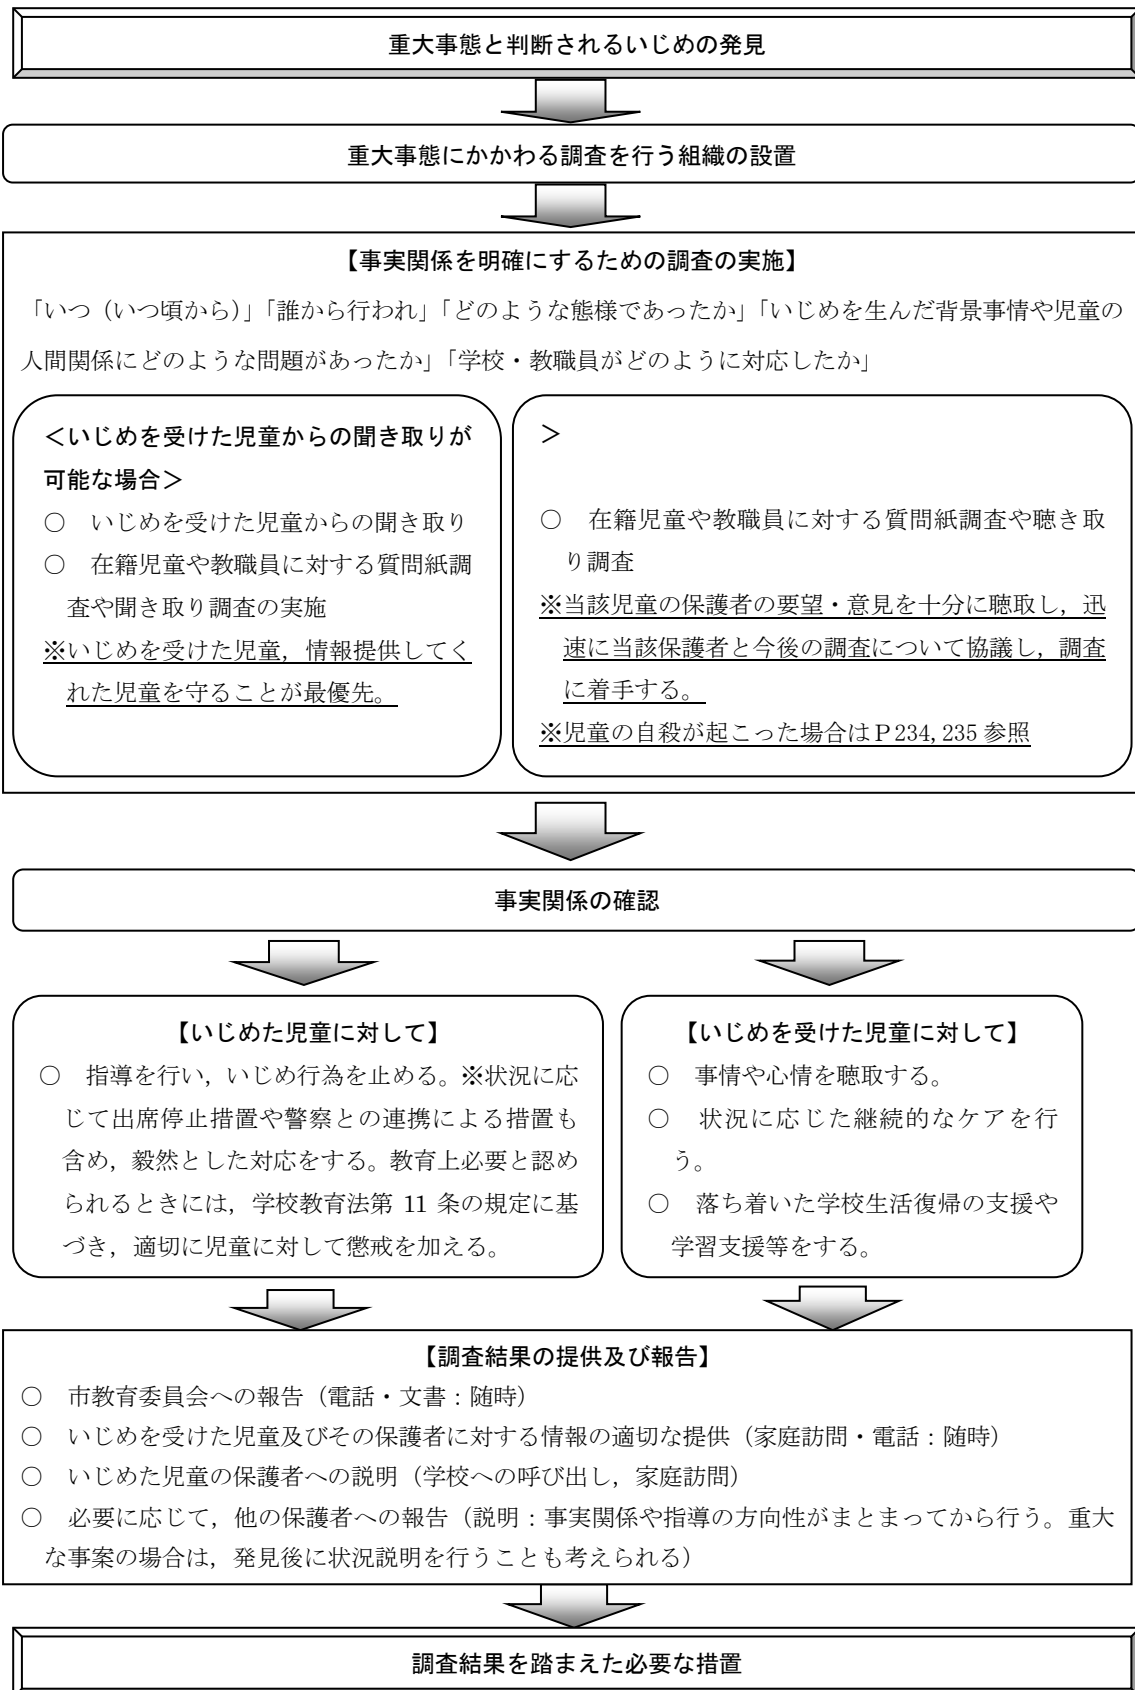 重大事態と判断されるいじめの発見
重大事態にかかわる調査を行う組織の設置
【事実関係を明確にするための調査の実施】
「いつ（いつ頃から）」「誰から行われ」「どのような態様であったか」「いじめを生んだ背景事情や児童の
人間関係にどのような問題があったか」「学校・教職員がどのように対応したか」
＜いじめを受けた児童からの聞き取りが
可能な場合＞
○　いじめを受けた児童からの聞き取り
○　在籍児童や教職員に対する質問紙調
査や聞き取り調査の実施
※いじめを受けた児童，情報提供してく
れた児童を守ることが最優先。
＞
○　在籍児童や教職員に対する質問紙調査や聴き取
り調査
※当該児童の保護者の要望・意見を十分に聴取し，迅
速に当該保護者と今後の調査について協議し，調査
に着手する。
※児童の自殺が起こった場合はＰ234, 235 参照
事実関係の確認
【いじめた児童に対して】
○　指導を行い，いじめ行為を止める。※状況に応
じて出席停止措置や警察との連携による措置も
含め，毅然とした対応をする。教育上必要と認め
られるときには，学校教育法第 11 条の規定に基
づき，適切に児童に対して懲戒を加える。
【いじめを受けた児童に対して】
○　事情や心情を聴取する。
○　状況に応じた継続的なケアを行
う。
○　落ち着いた学校生活復帰の支援や
学習支援等をする。
【調査結果の提供及び報告】
○　市教育委員会への報告（電話・文書：随時）
○　いじめを受けた児童及びその保護者に対する情報の適切な提供（家庭訪問・電話：随時）
○　いじめた児童の保護者への説明（学校への呼び出し，家庭訪問）
○　必要に応じて，他の保護者への報告（説明：事実関係や指導の方向性がまとまってから行う。重大
な事案の場合は，発見後に状況説明を行うことも考えられる）
調査結果を踏まえた必要な措置